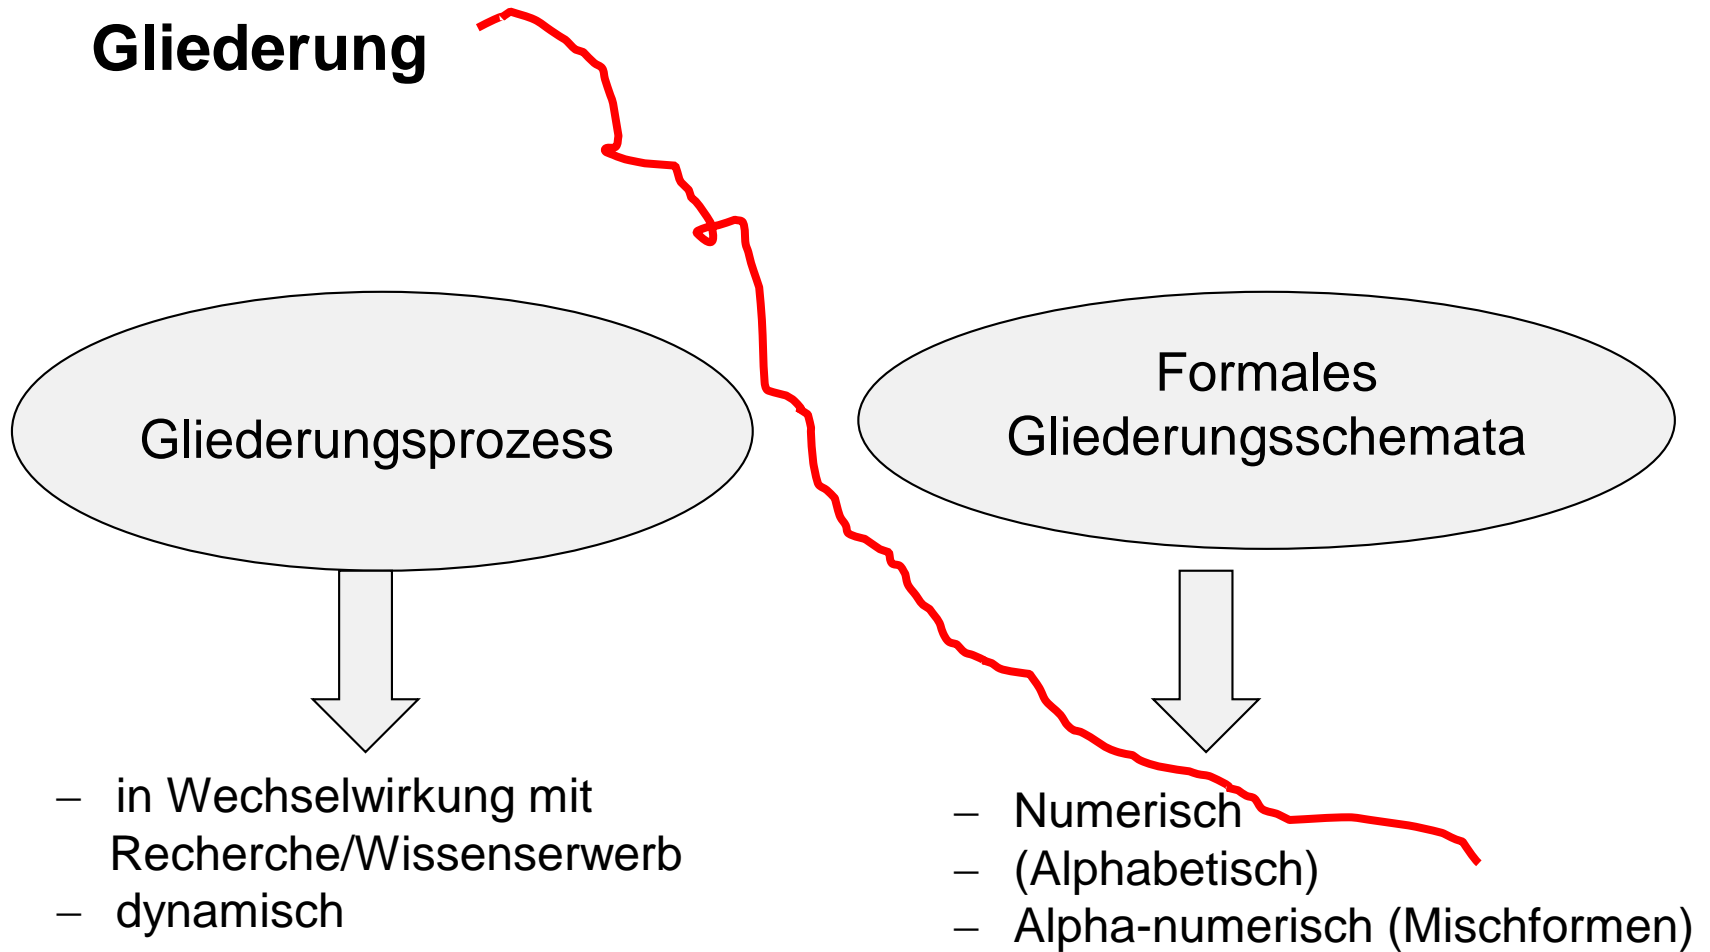 Gliederung
Gliederungsprozess
– in Wechselwirkung mit
Recherche/Wissenserwerb
– dynamisch
Formales
Gliederungsschemata
– Numerisch
– (Alphabetisch)
– Alpha-numerisch (Mischformen)